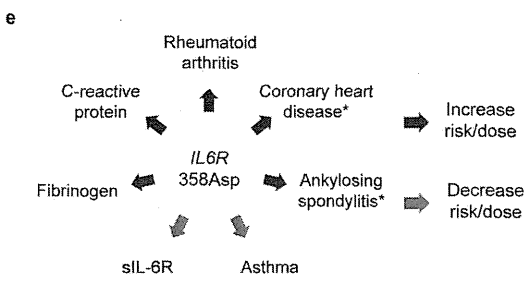 e
Rheumatoid
arthritis
C-reactive
protein
Coronary heart
disease*
Increase
risk/dose
IL6R
358Asp
Fibrinogen
Ankylosing
spondylitis*
Decrease
risk/dose
sIL-6R
Asthma